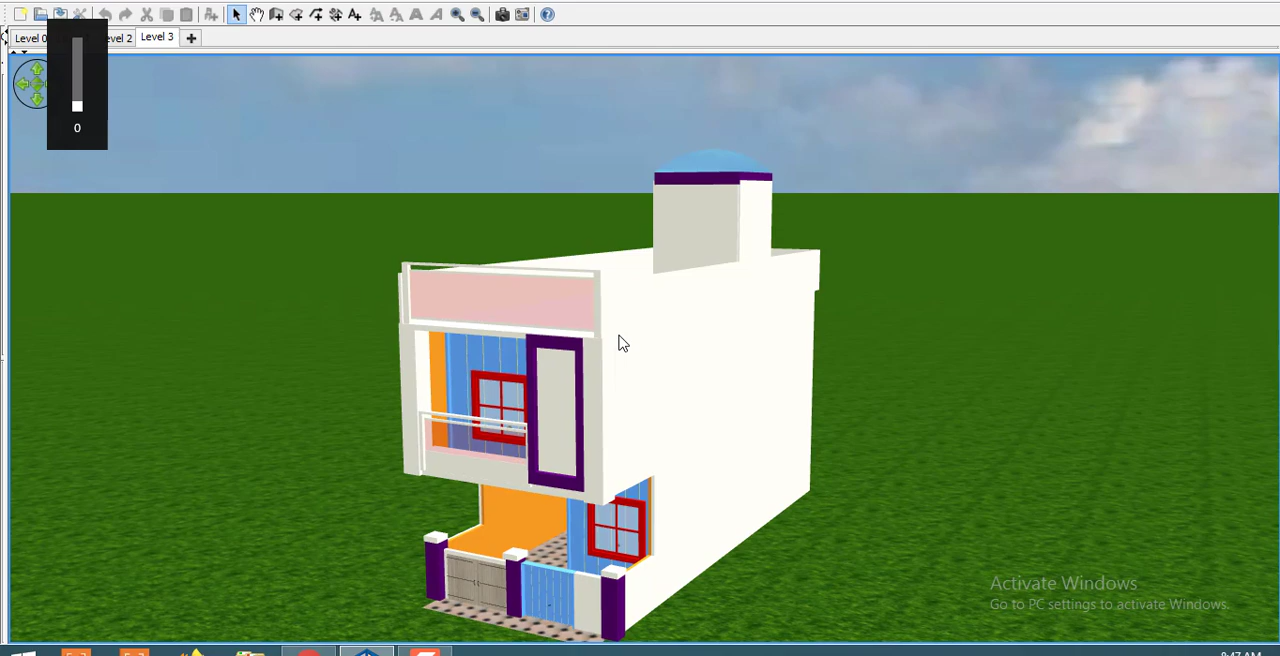 Level 0
evel 2
Level 3
0
Activate Windows
Go to PC settings to activate Windows.